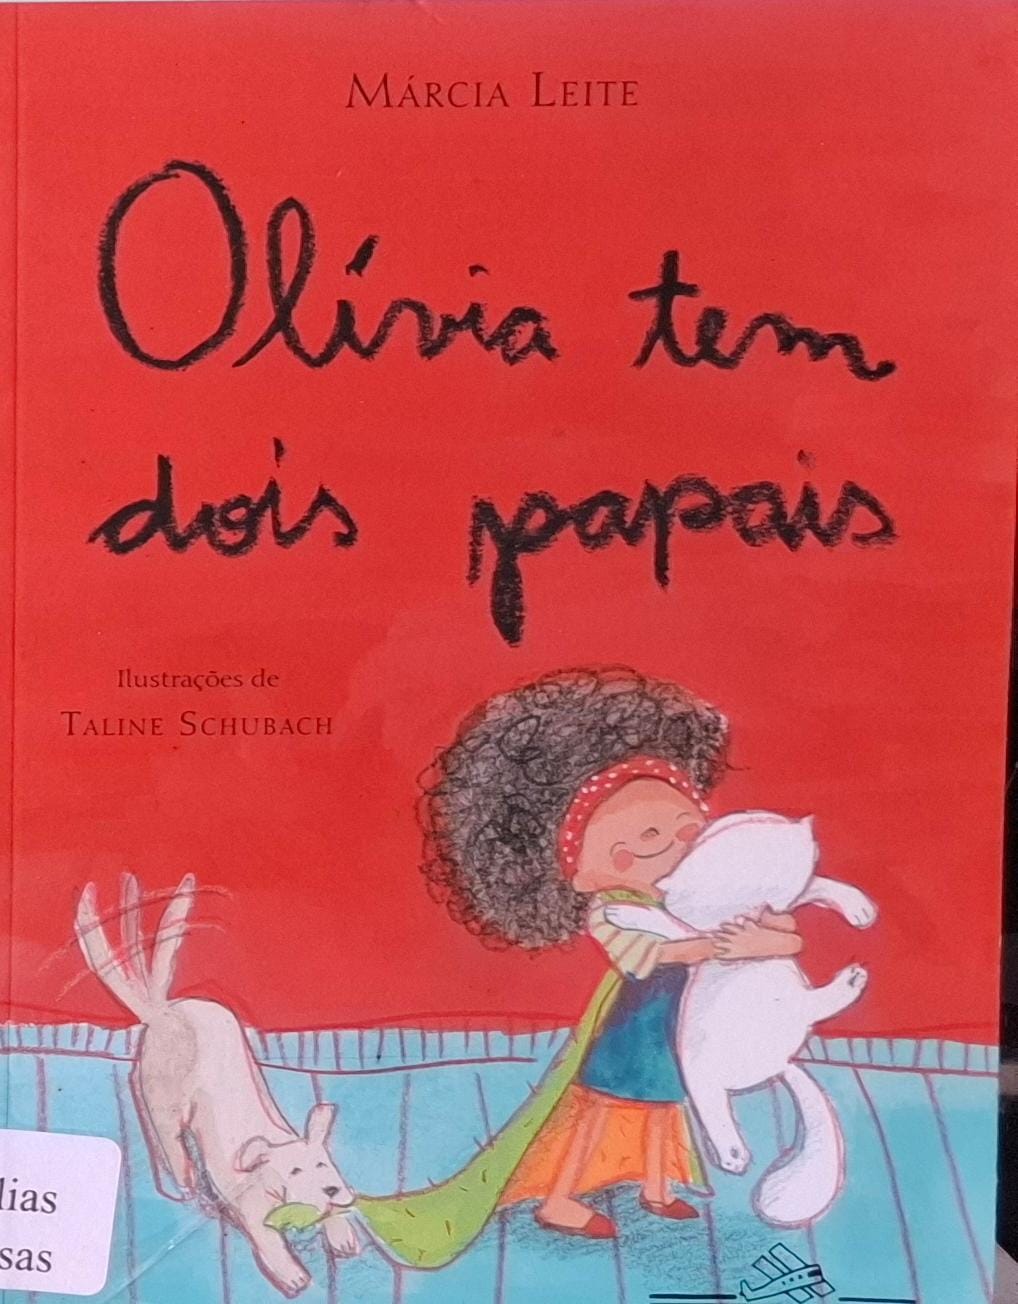 MÁRCIA LEITE
Olívia tem
dois papais
Ilustrações de
TALINE SCHUBACH
lias
sas